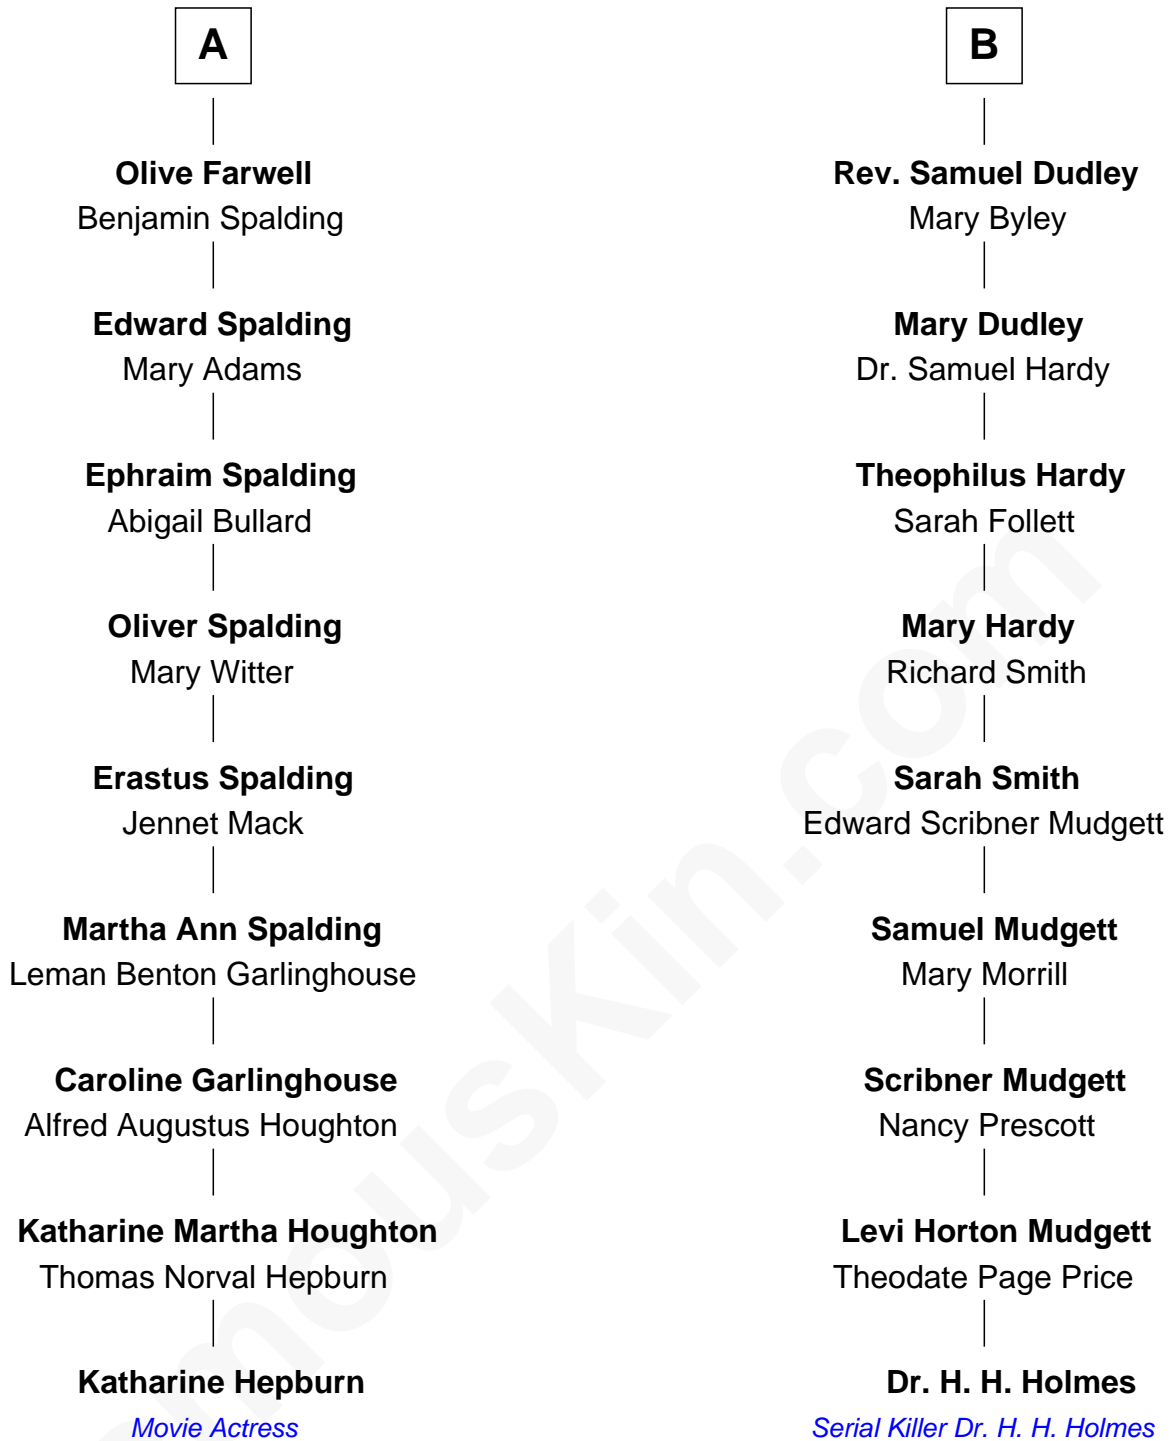 A
Olive Farwell
Benjamin Spalding
Edward Spalding
Mary Adams
Ephraim Spalding
Abigail Bullard
Oliver Spalding
Mary Witter
Erastus Spalding
Jennet Mack
Martha Ann Spalding
Leman Benton Garlinghouse
Caroline Garlinghouse
Alfred Augustus Houghton
Katharine Martha Houghton
Thomas Norval Hepburn
Katharine Hepburn
Movie Actress
B
Rev. Samuel Dudley
Mary Byley
Mary Dudley
Dr. Samuel Hardy
Theophilus Hardy
Sarah Follett
Mary Hardy
Richard Smith
Sarah Smith
Edward Scribner Mudgett
Samuel Mudgett
Mary Morrill
Scribner Mudgett
Nancy Prescott
Levi Horton Mudgett
Theodate Page Price
Dr. H. H. Holmes
Serial Killer Dr. H. H. Holmes
mousKin.com